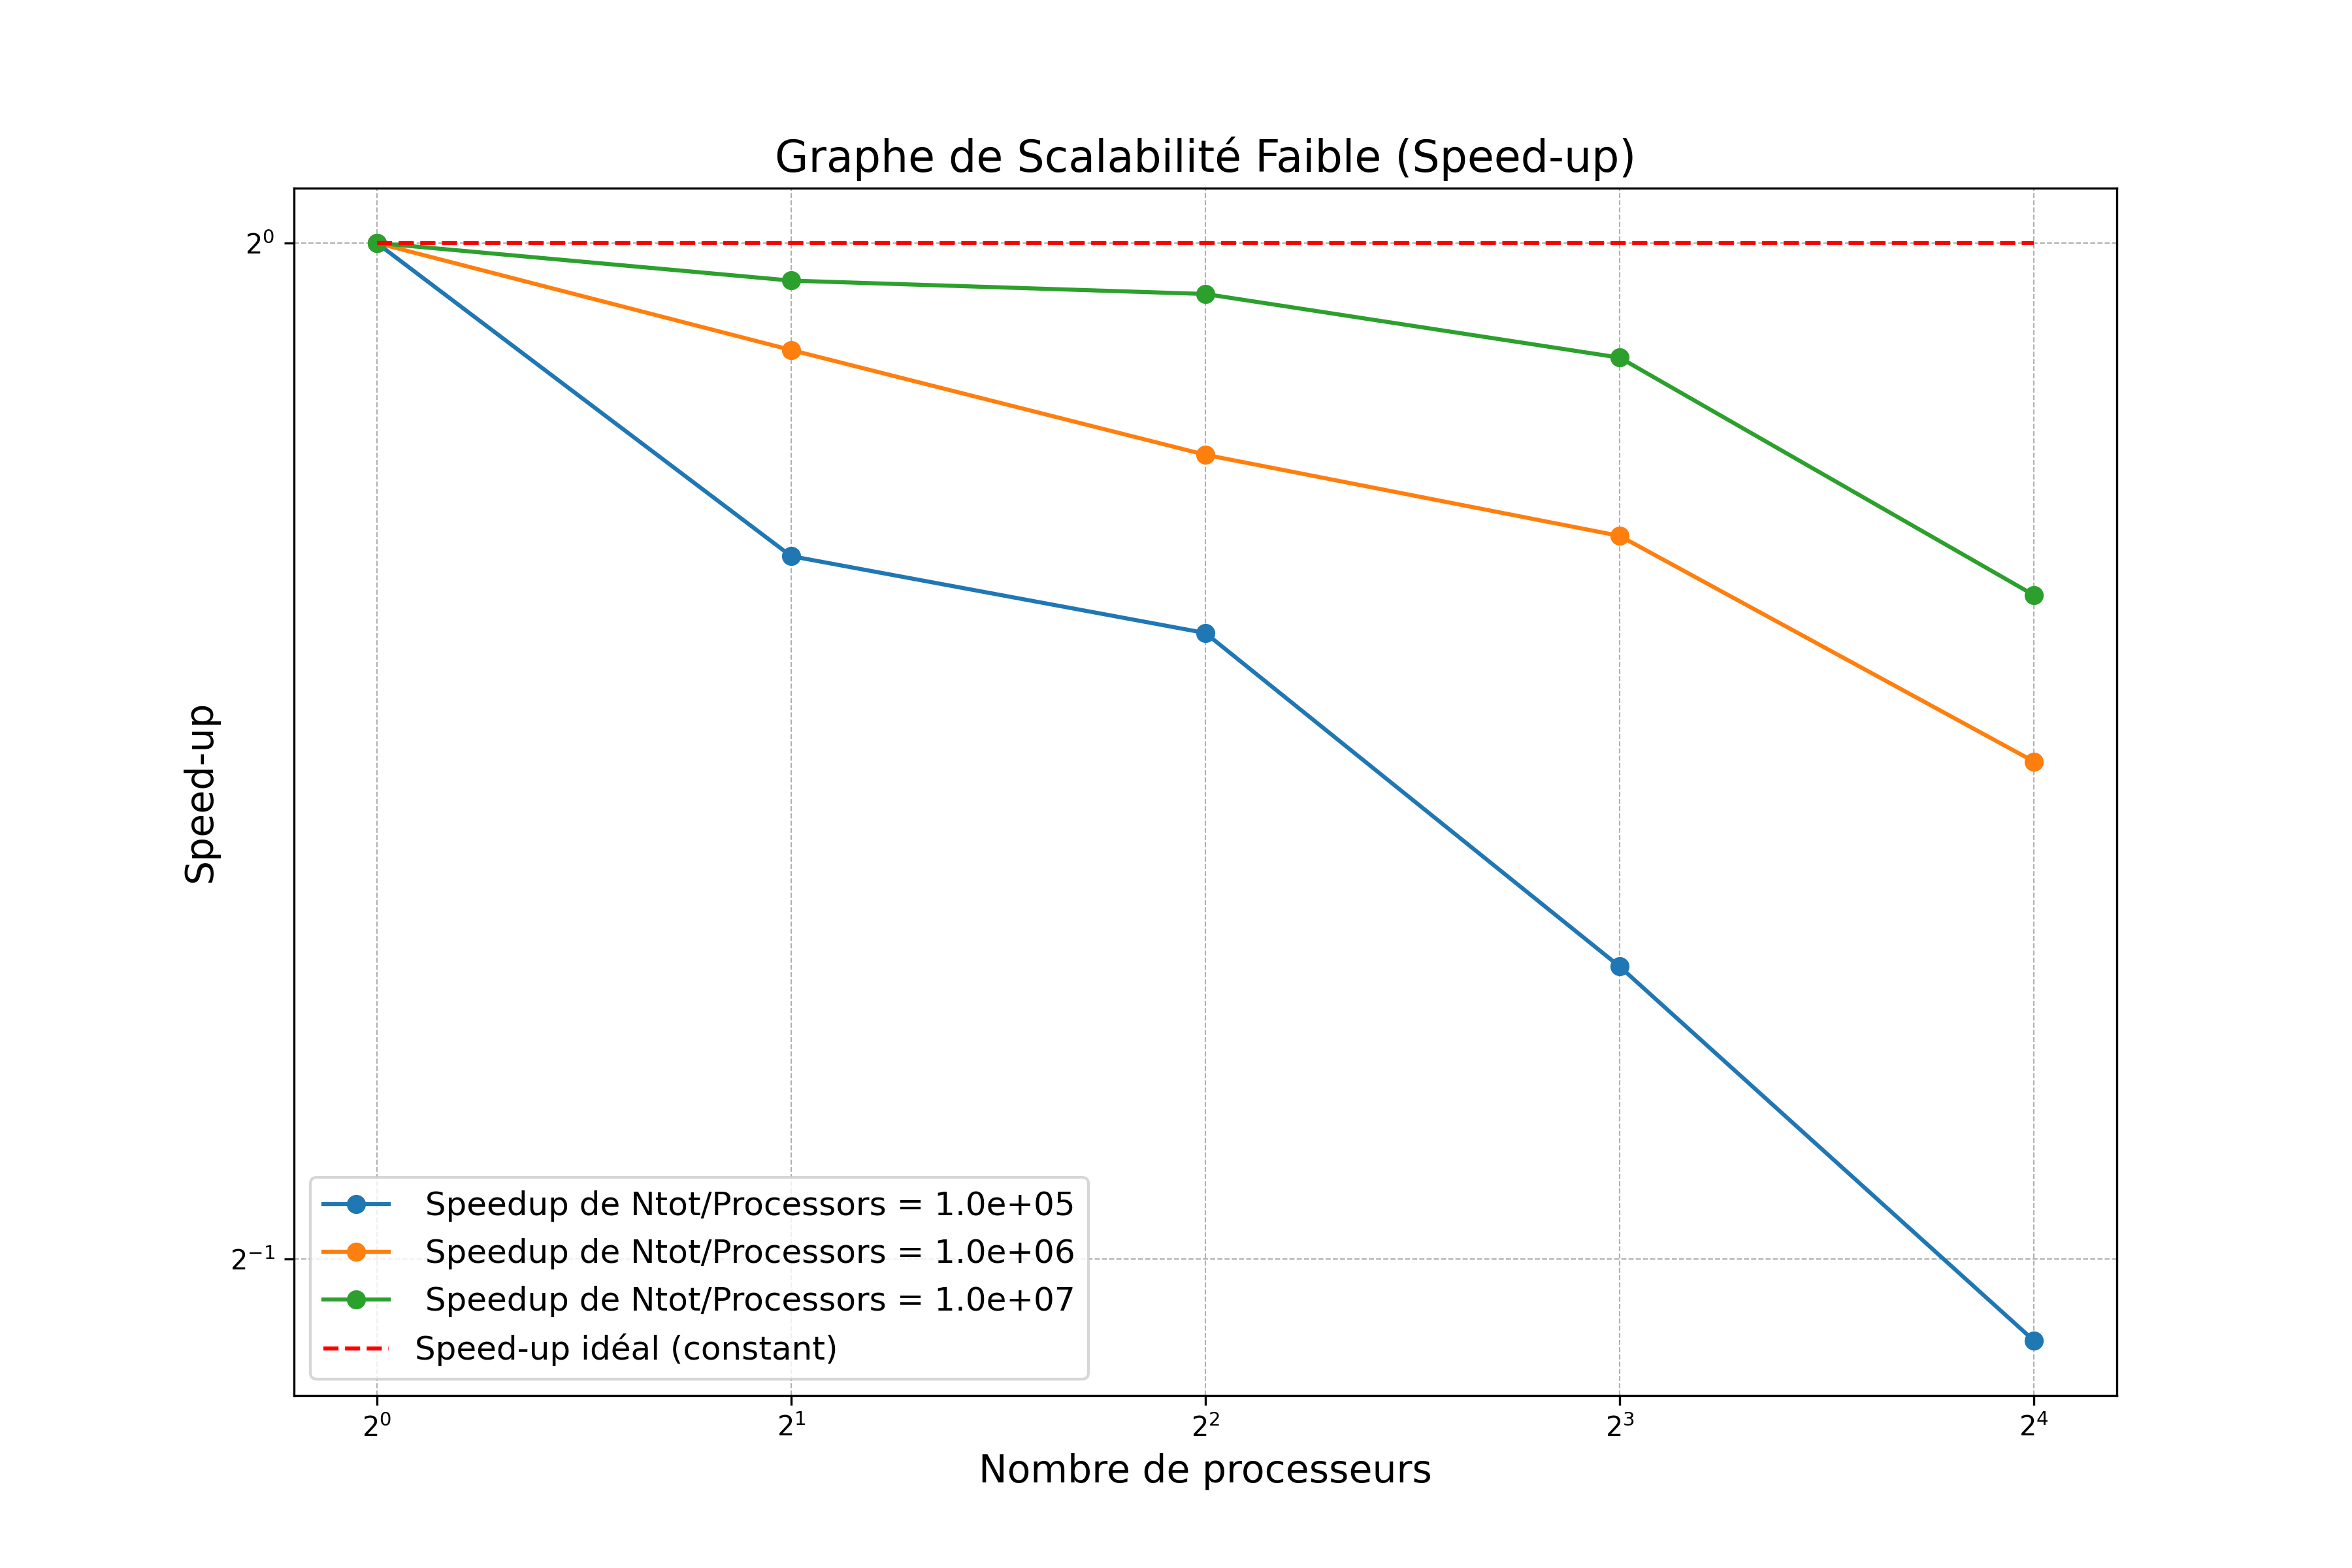 Graphe de Scalabilité Faible (Speed-up)
2⁰
Speed-up
2⁻¹
Speedup de Ntot/Processors = 1.0e+05
Speedup de Ntot/Processors = 1.0e+06
Speedup de Ntot/Processors = 1.0e+07
Speed-up idéal (constant)
2⁰ 2¹ 2² 2³ 2⁴
Nombre de processeurs